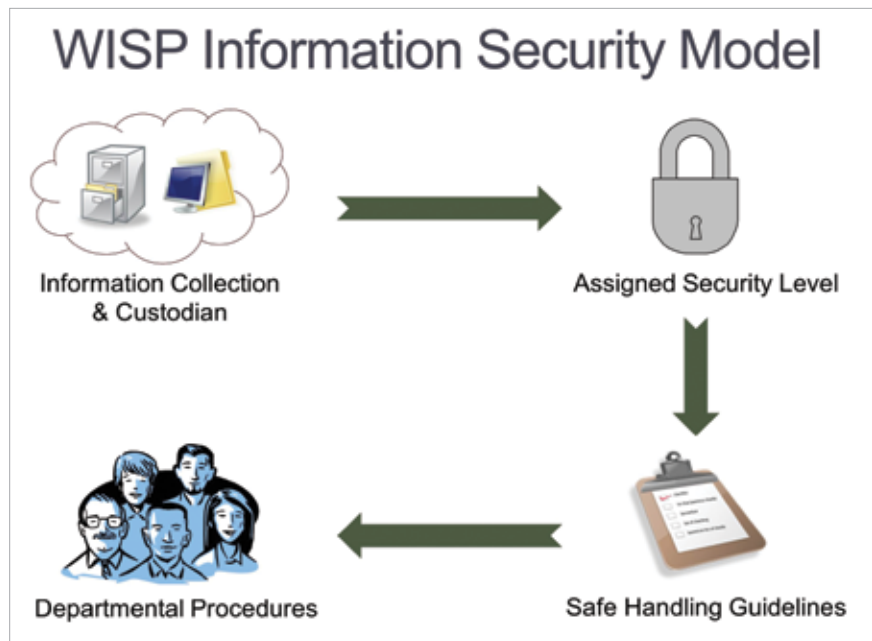 WISP Information Security Model
Information Collection
& Custodian
Assigned Security Level
Departmental Procedures
Safe Handling Guidelines